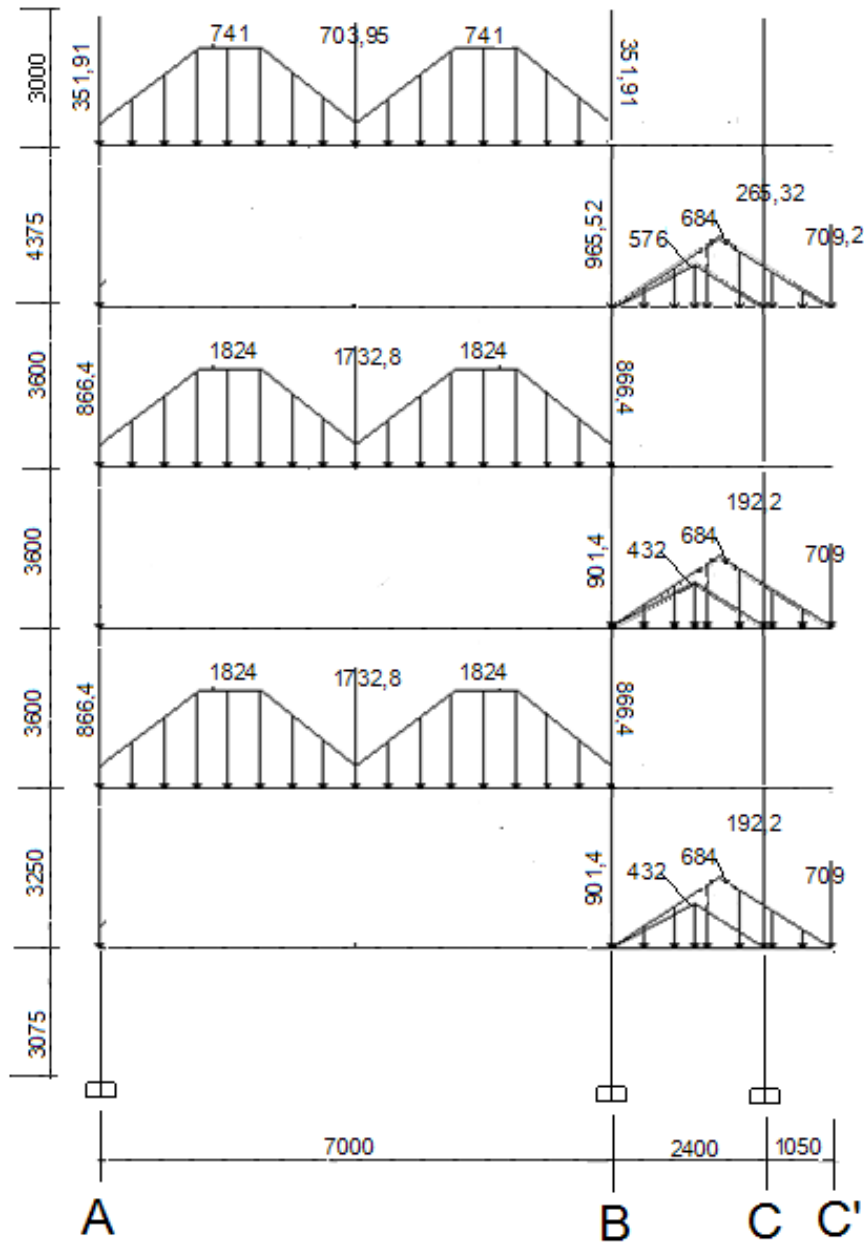 741 703,95 741
3000 351,91 351,91
265,32
4375 965,52 576 684 709,2
1824 1732,8 1824
3600 866,4 866,4
192,2
3600 901,4 432 684 709
1824 1732,8 1824
3600 866,4 866,4
192,2
3250 901,4 432 684 709
3075
7000 2400 1050
A B C C'